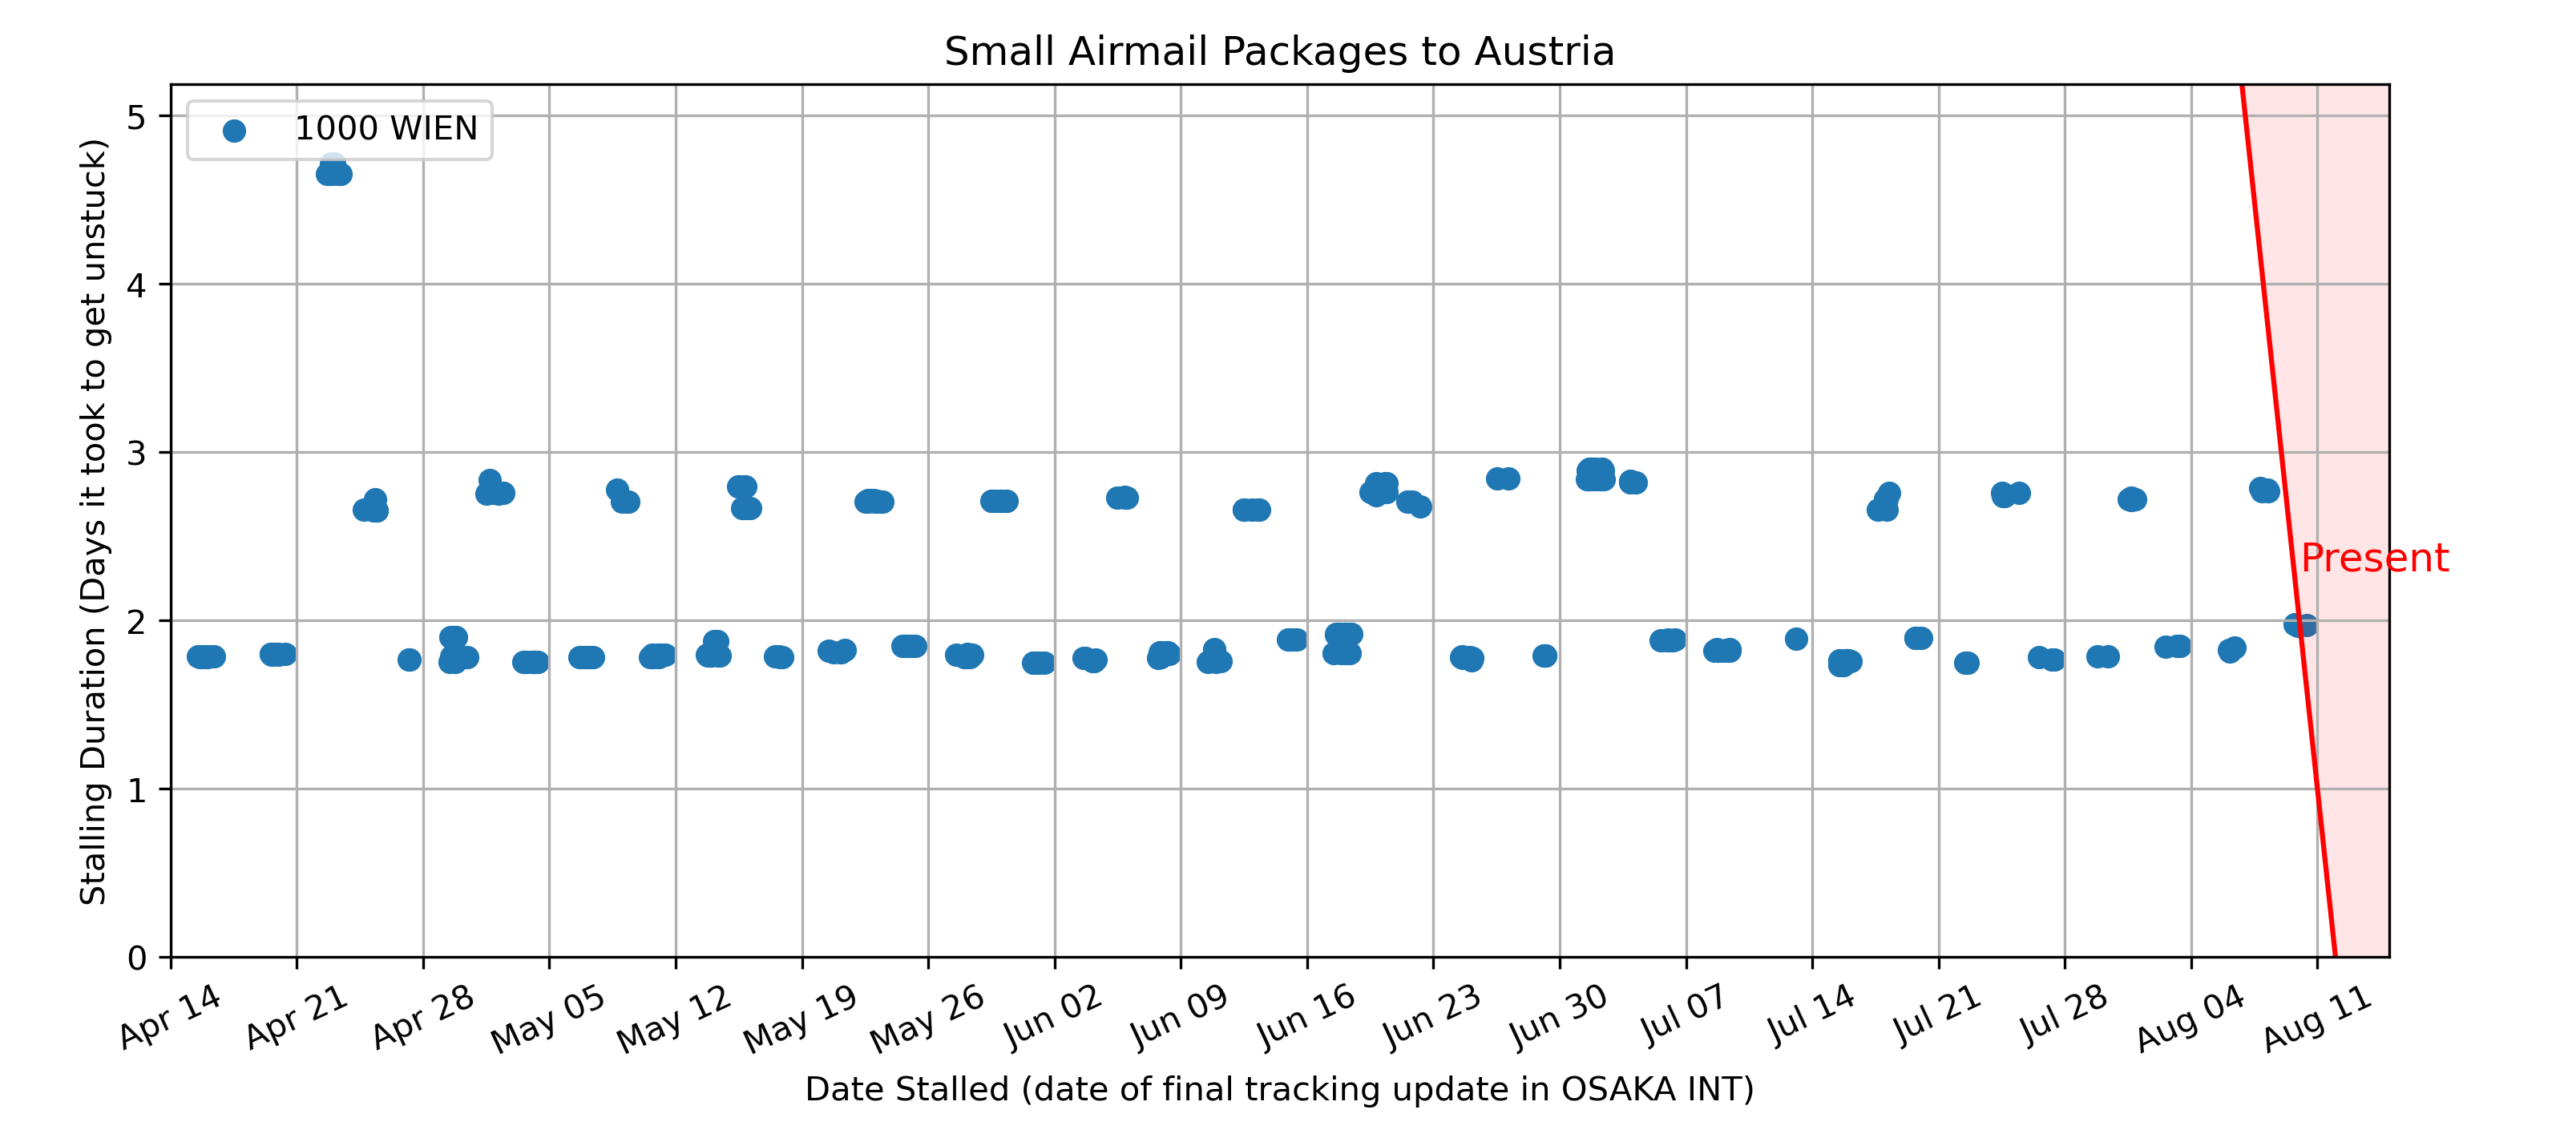 Small Airmail Packages to Austria
1000 WIEN
Stalling Duration (Days it took to get unstuck)
5
4
3
2
1
0
Present
Apr 14
Apr 21
Apr 28
May 05
May 12
May 19
May 26
Jun 02
Jun 09
Jun 16
Jun 23
Jun 30
Jul 07
Jul 14
Jul 21
Jul 28
Aug 04
Aug 11
Date Stalled (date of final tracking update in OSAKA INT)